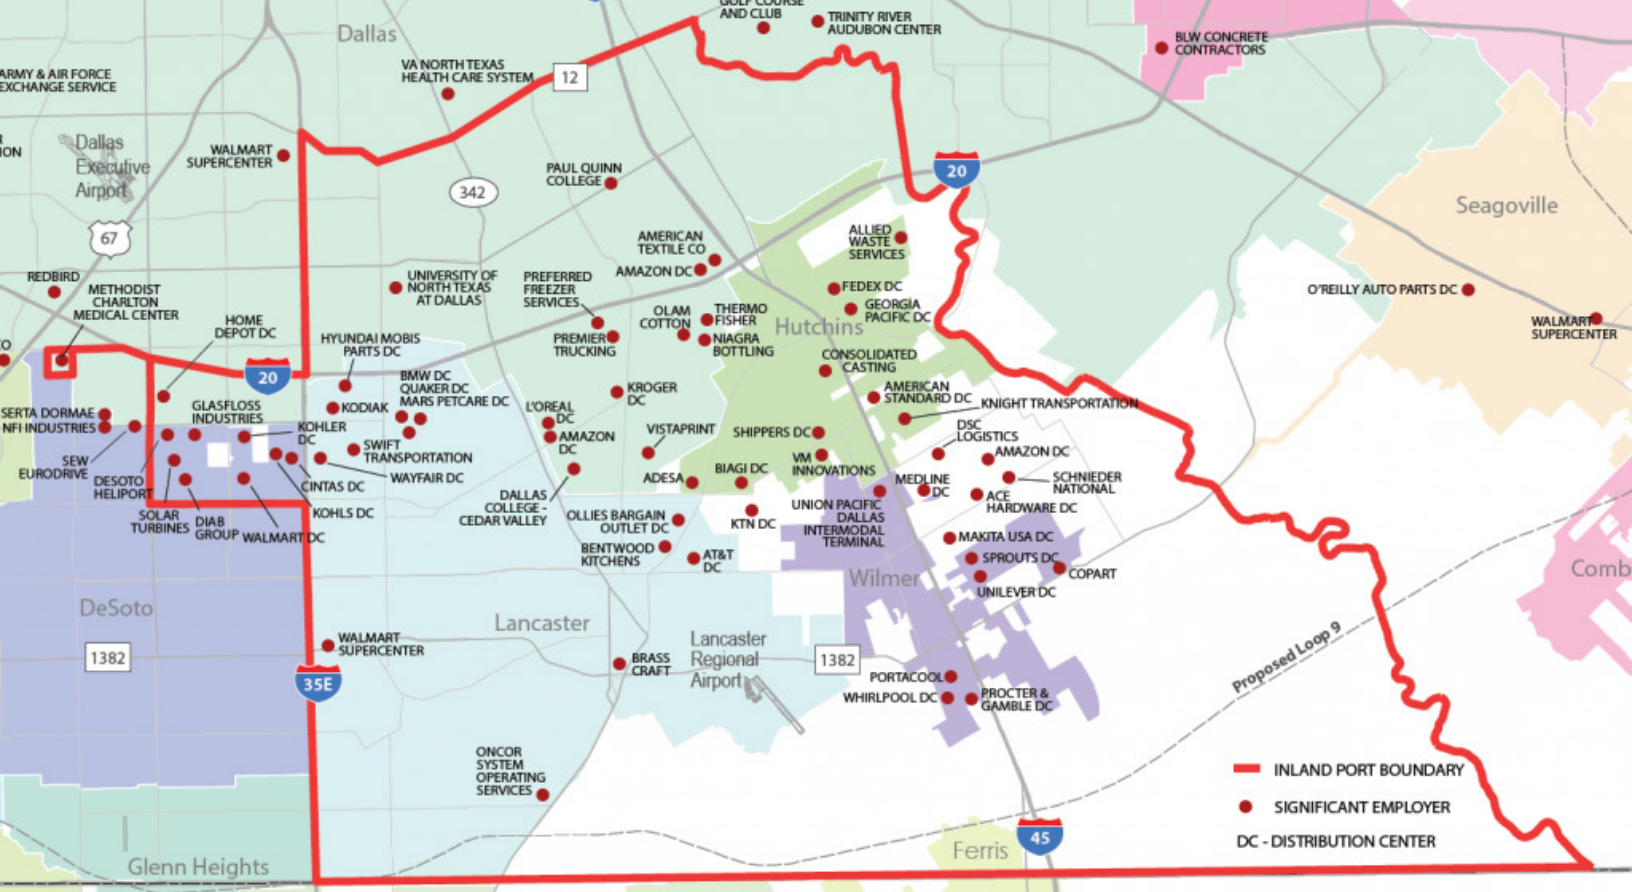 GOLF COURSE
AND CLUB
TRINITY RIVER
AUDUBON CENTER
BLW CONCRETE
CONTRACTORS
Dallas
VA NORTH TEXAS
HEALTH CARE SYSTEM
12
ARMY & AIR FORCE
EXCHANGE SERVICE
ION
Dallas
Executive
Airport
WALMART
SUPERCENTER
67
342
PAUL QUINN
COLLEGE
20
Seagoville
ALLIED
WASTE
SERVICES
AMERICAN
TEXTILE CO
AMAZON DC
REDBIRD
METHODIST
CHARLTON
MEDICAL CENTER
UNIVERSITY OF
NORTH TEXAS
AT DALLAS
PREFERRED
FREEZER
SERVICES
FEDEX DC
GEORGIA
PACIFIC DC
O'REILLY AUTO PARTS DC
WALMART
SUPERCENTER
HOME
DEPOT DC
HYUNDAI MOBIS
PARTS DC
PREMIER
TRUCKING
OLAM
COTTON
THERMO
FISHER
NIAGRA
BOTTLING
Hutchins
CONSOLIDATED
CASTING
CO
20
BMW DC
QUAKER DC
MARS PETCARE DC
KROGER
DC
AMERICAN
STANDARD DC
KNIGHT TRANSPORTATION
SERTA DORMAE
NFI INDUSTRIES
GLASFLOSS
INDUSTRIES
KODIAK
KOHLER
DC
L'OREAL
DC
AMAZON
DC
VISTAPRINT
SHIPPERS DC
DSC
LOGISTICS
AMAZON DC
SEW
EURODRIVE
SWIFT
TRANSPORTATION
WAYFAIR DC
VM
INNOVATIONS
DESOTO
HELIPORT
CINTAS DC
ADESA
BIAGI DC
MEDLINE
DC
SCHNIEDER
NATIONAL
ACE
HARDWARE DC
SOLAR
TURBINES
DIAB
GROUP
WALMART DC
KOHLS DC
DALLAS
COLLEGE -
CEDAR VALLEY
OLLIES BARGAIN
OUTLET DC
KTN DC
UNION PACIFIC
DALLAS
INTERMODAL
TERMINAL
BENTWOOD
KITCHENS
AT&T
DC
MAKITA USA DC
SPROUTS DC
COPART
UNILEVER DC
Wilmer
Comb
DeSoto
Lancaster
1382
WALMART
SUPERCENTER
35E
BRASS
CRAFT
Lancaster
Regional
Airport
1382
PORTACOOL
WHIRLPOOL DC
PROCTER &
GAMBLE DC
Proposed Loop 9
ONCOR
SYSTEM
OPERATING
SERVICES
INLAND PORT BOUNDARY
SIGNIFICANT EMPLOYER
DC - DISTRIBUTION CENTER
45
Ferris
Glenn Heights